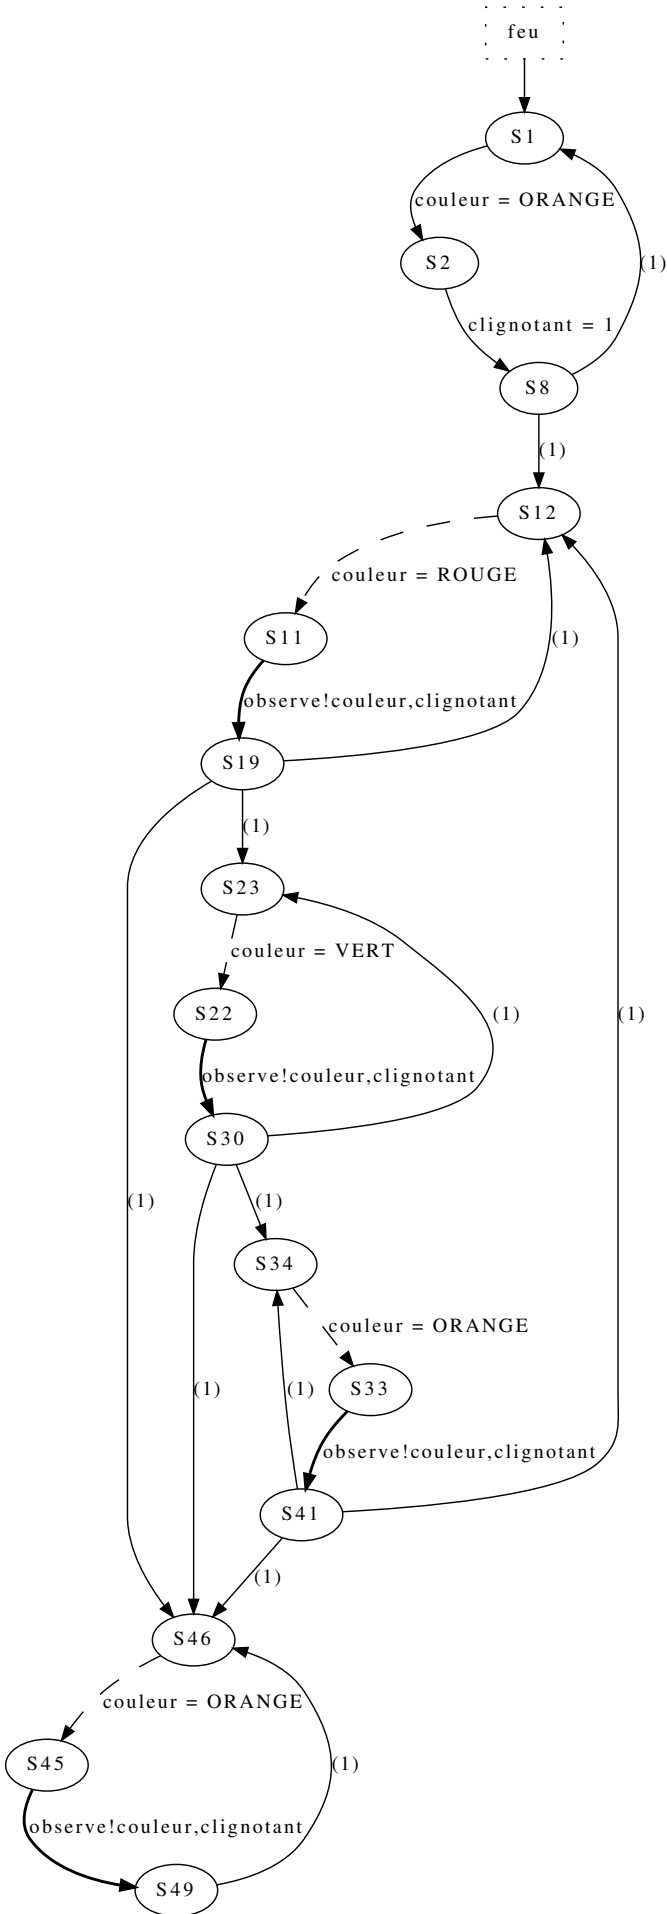 feu
S1
couleur = ORANGE
S2
(1)
clignotant = 1
S8
(1)
S12
couleur = ROUGE
S11
(1)
observe!couleur,clignotant
S19
(1)
S23
couleur = VERT
S22
(1)
(1)
observe!couleur,clignotant
S30
(1)
(1)
S34
couleur = ORANGE
(1)
(1)
S33
observe!couleur,clignotant
S41
(1)
S46
couleur = ORANGE
S45
(1)
observe!couleur,clignotant
S49